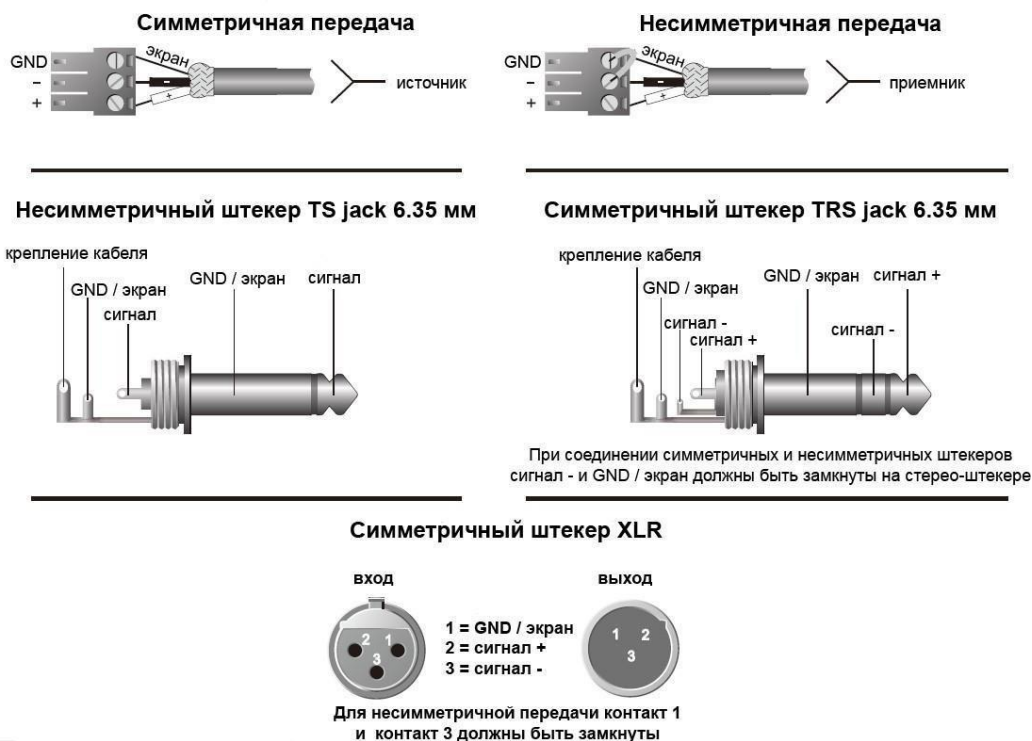 Симметричная передача
GND
–
+
экран
-
+
источник
Несимметричная передача
GND
–
+
экран
-
+
приемник
Несимметричный штекер TS jack 6.35 мм
крепление кабеля
GND / экран
сигнал
GND / экран
сигнал
Симметричный штекер TRS jack 6.35 мм
крепление кабеля
GND / экран
сигнал -
сигнал +
GND / экран
сигнал -
сигнал +
При соединении симметричных и несимметричных штекеров
сигнал - и GND / экран должны быть замкнуты на стерео-штекере
Симметричный штекер XLR
вход
2 1
3
1 = GND / экран
2 = сигнал +
3 = сигнал -
выход
1 2
3
Для несимметричной передачи контакт 1
и контакт 3 должны быть замкнуты